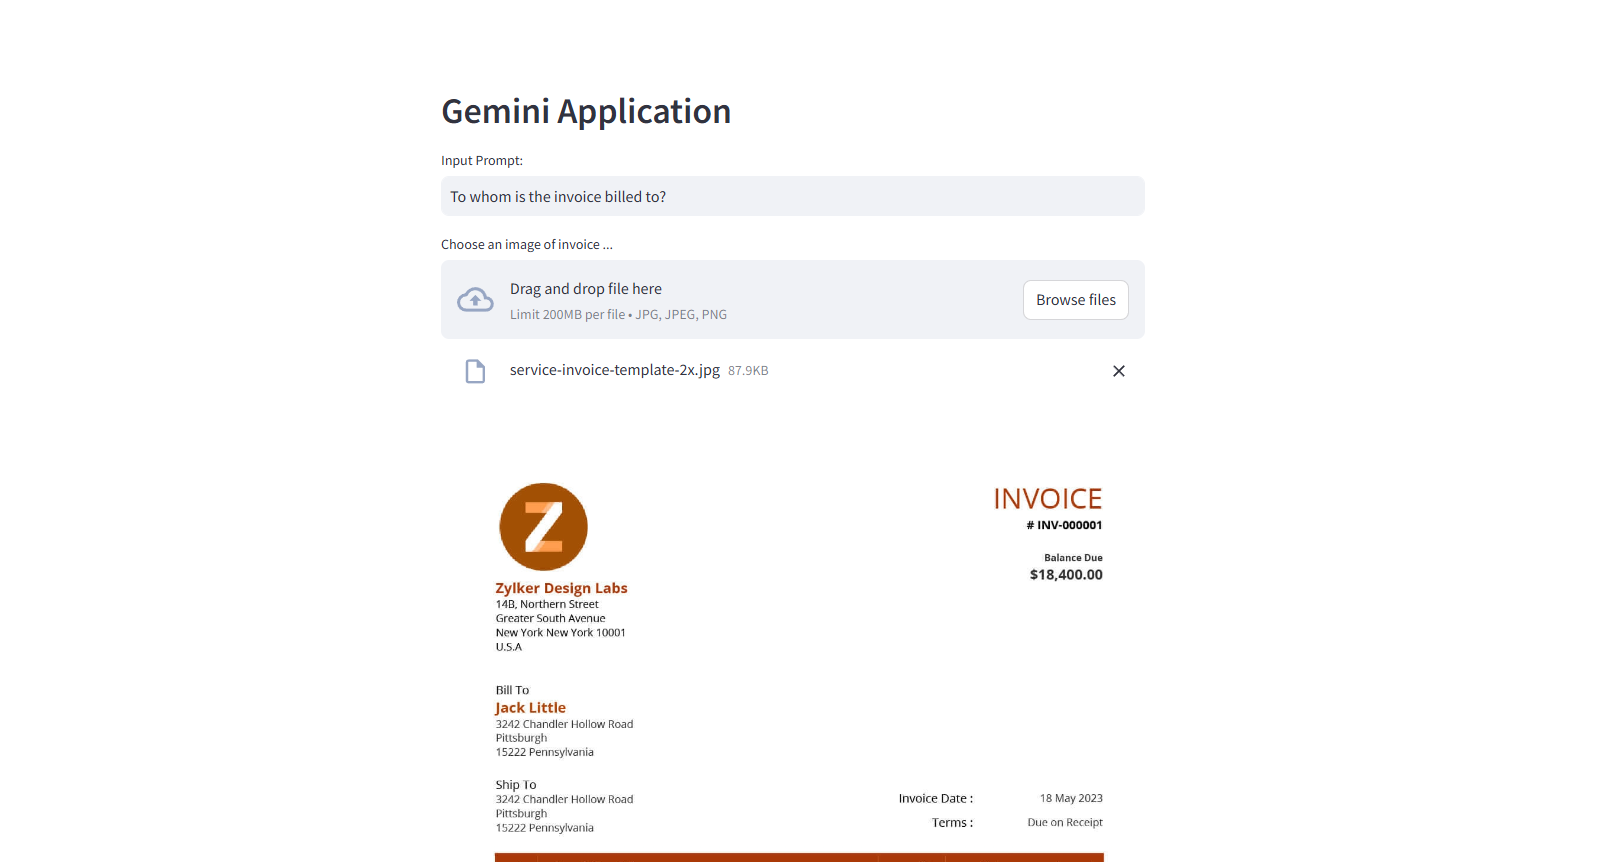 Gemini Application
Input Prompt:
To whom is the invoice billed to?
Choose an image of invoice ...
Drag and drop file here
Limit 200MB per file • JPG, JPEG, PNG
Browse files
service-invoice-template-2x.jpg 87.9KB
Z
INVOICE
# INV-000001
Balance Due
$18,400.00
Zylker Design Labs
14B, Northern Street
Greater South Avenue
New York New York 10001
U.S.A
Bill To
Jack Little
3242 Chandler Hollow Road
Pittsburgh
15222 Pennsylvania
Ship To
3242 Chandler Hollow Road
Pittsburgh
15222 Pennsylvania
Invoice Date : 18 May 2023
Terms : Due on Receipt